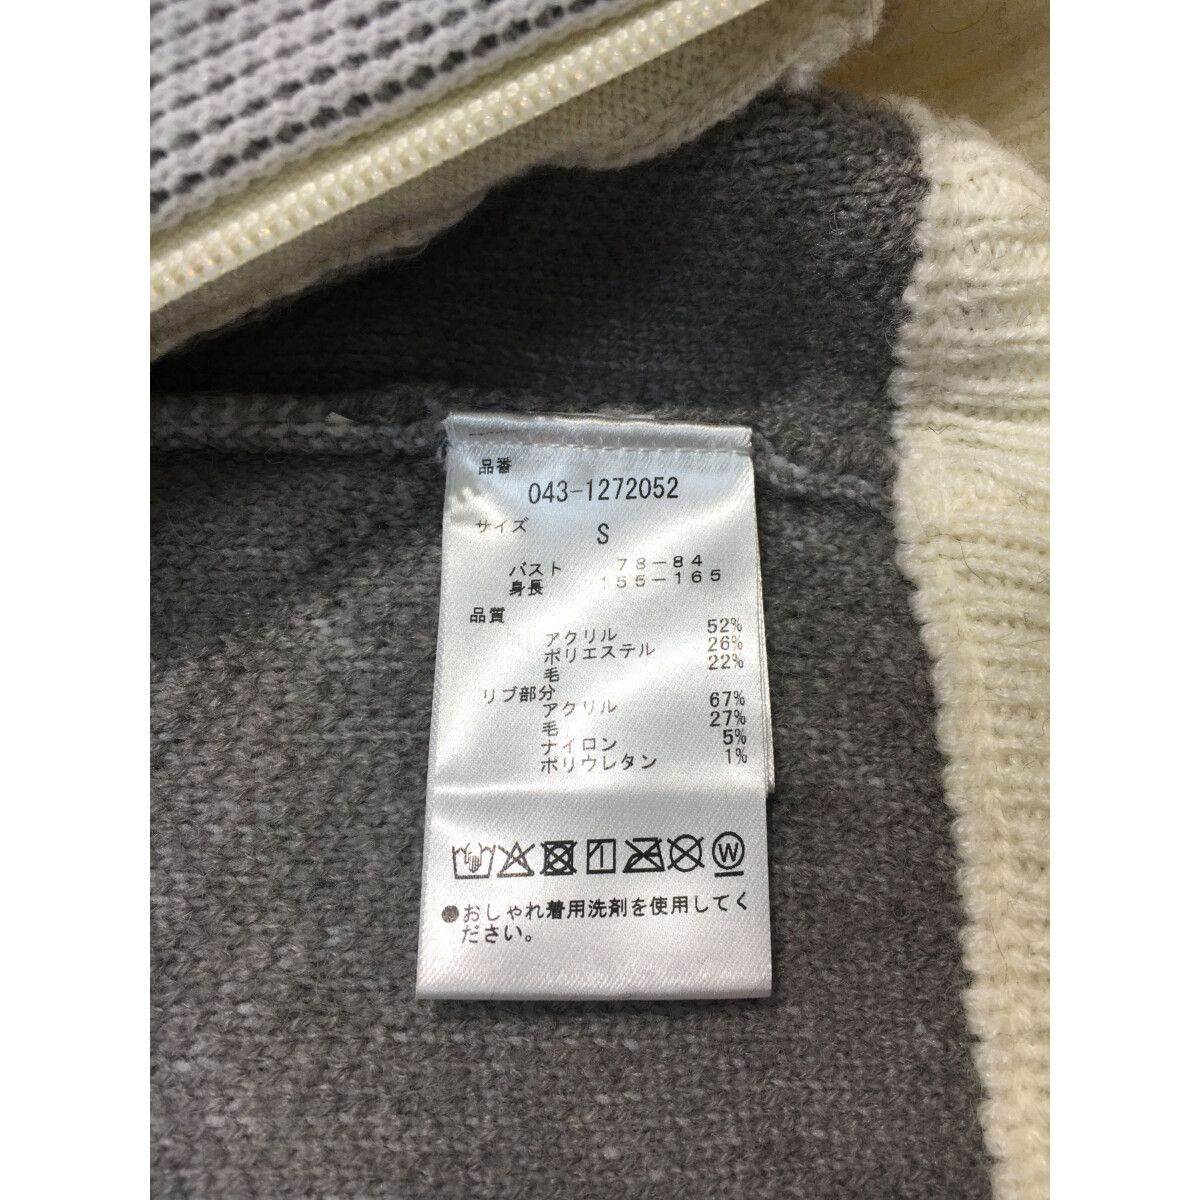 品番
043-1272052
サイズ
S
バスト 78-84
身長 155-165
品質
アクリル 52%
ポリエステル 26%
毛 22%
リブ部分
アクリル 67%
毛 27%
ナイロン 5%
ポリウレタン 1%
W
●おしゃれ着用洗剤を使用してく
ださい。